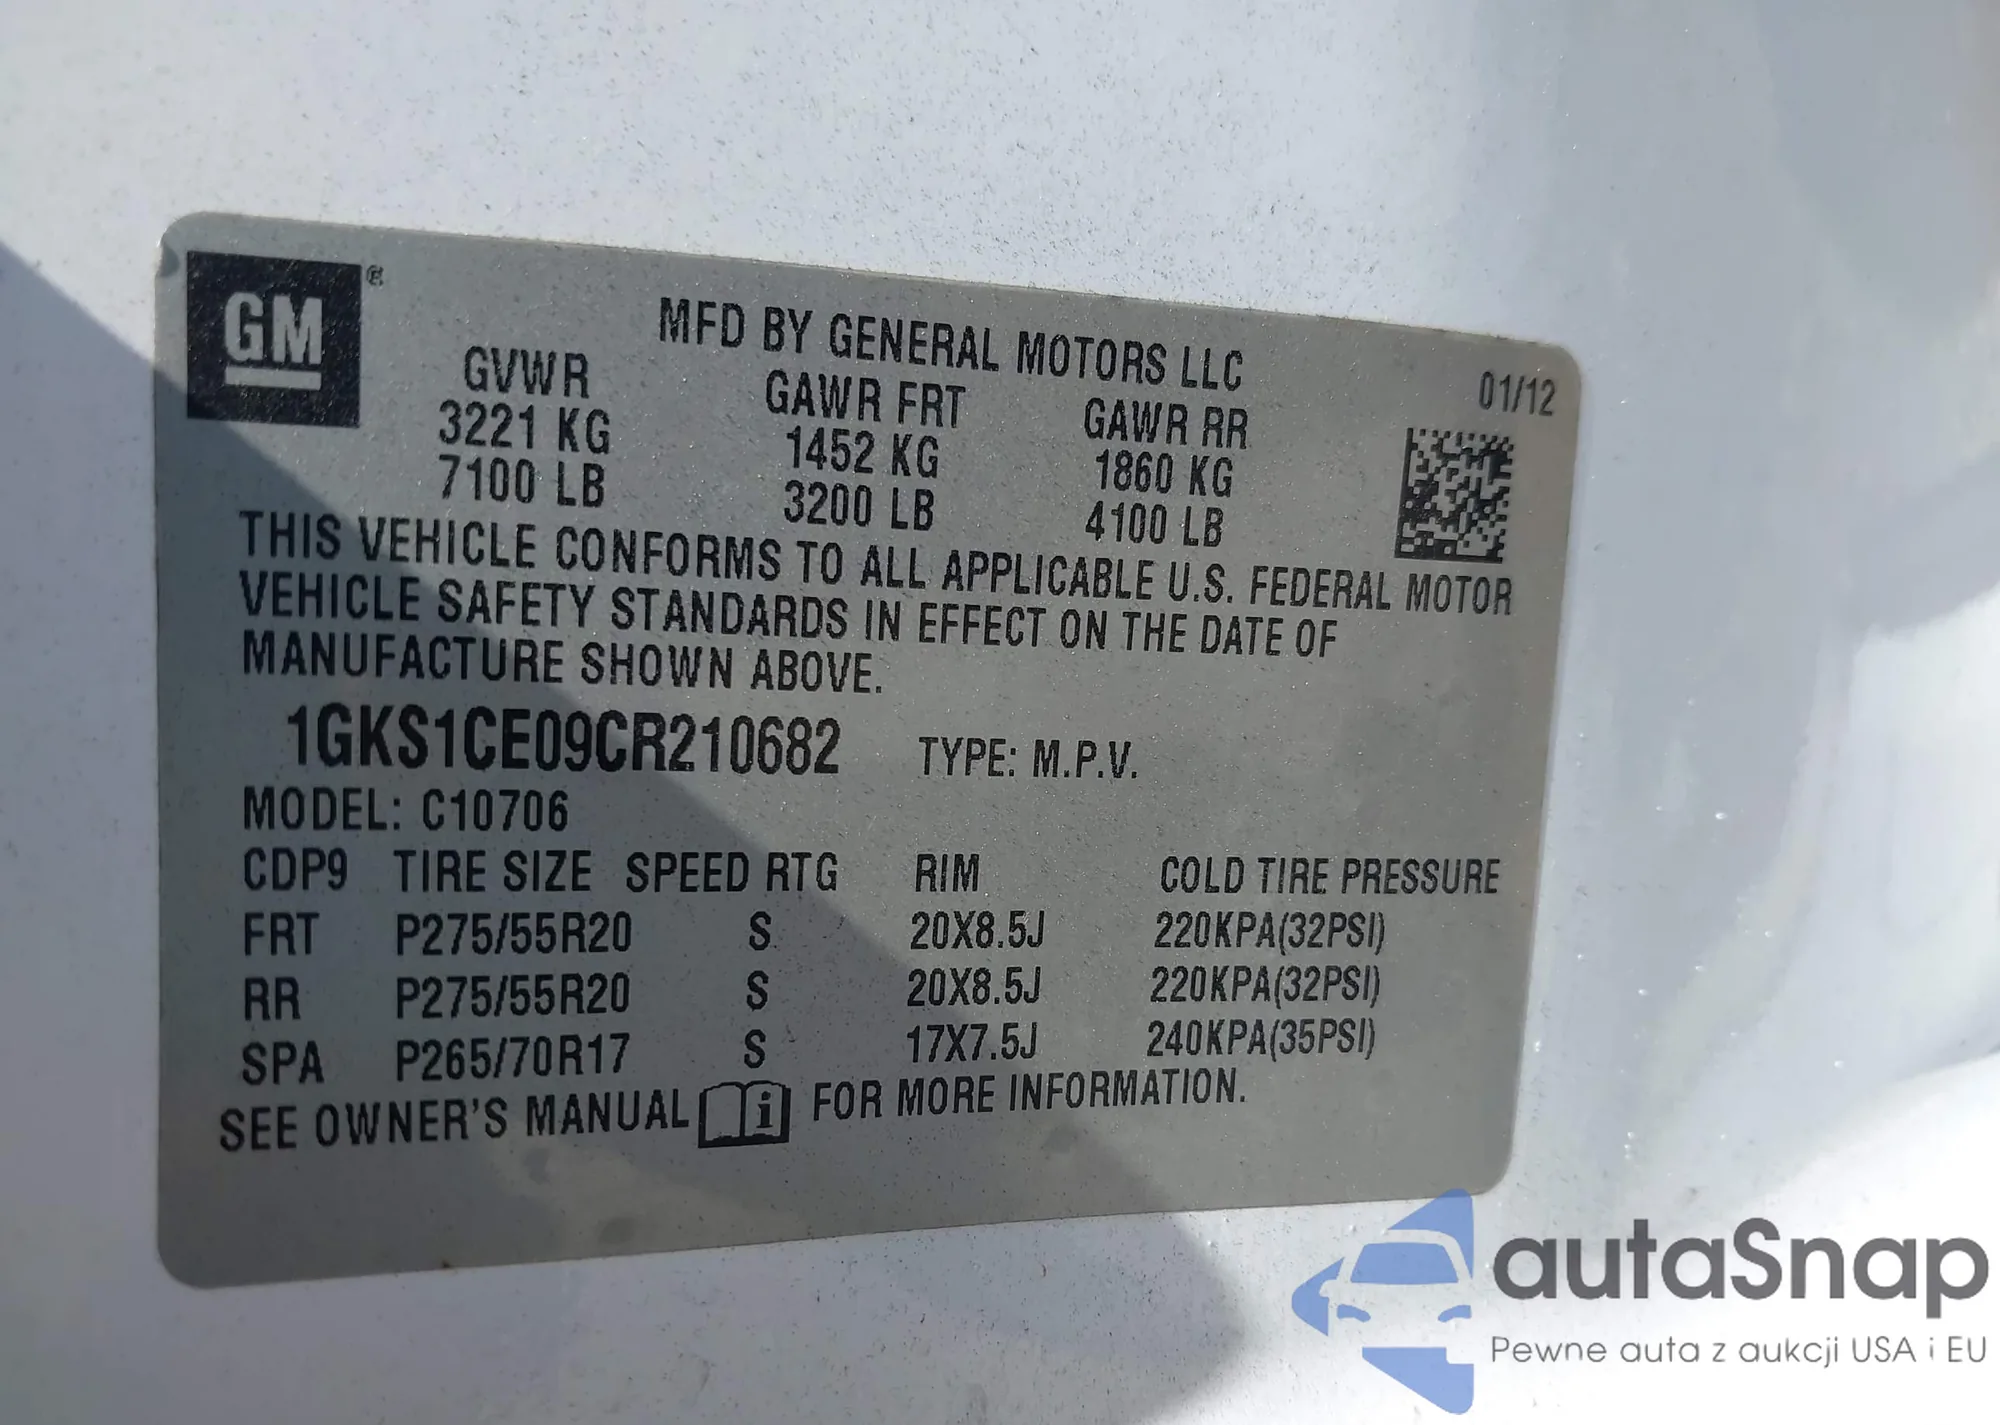 GM®
MFD BY GENERAL MOTORS LLC
01/12
GVWR GAWR FRT GAWR RR
3221 KG 1452 KG 1860 KG
7100 LB 3200 LB 4100 LB
THIS VEHICLE CONFORMS TO ALL APPLICABLE U.S. FEDERAL MOTOR
VEHICLE SAFETY STANDARDS IN EFFECT ON THE DATE OF
MANUFACTURE SHOWN ABOVE.
1GKS1CE09CR210682 TYPE: M.P.V.
MODEL: C10706
CDP9 TIRE SIZE SPEED RTG RIM COLD TIRE PRESSURE
FRT P275/55R20 S 20X8.5J 220KPA(32PSI)
RR P275/55R20 S 20X8.5J 220KPA(32PSI)
SPA P265/70R17 S 17X7.5J 240KPA(35PSI)
SEE OWNER'S MANUAL i FOR MORE INFORMATION.
autaSnap
Pewne auta z aukcji USA i EU